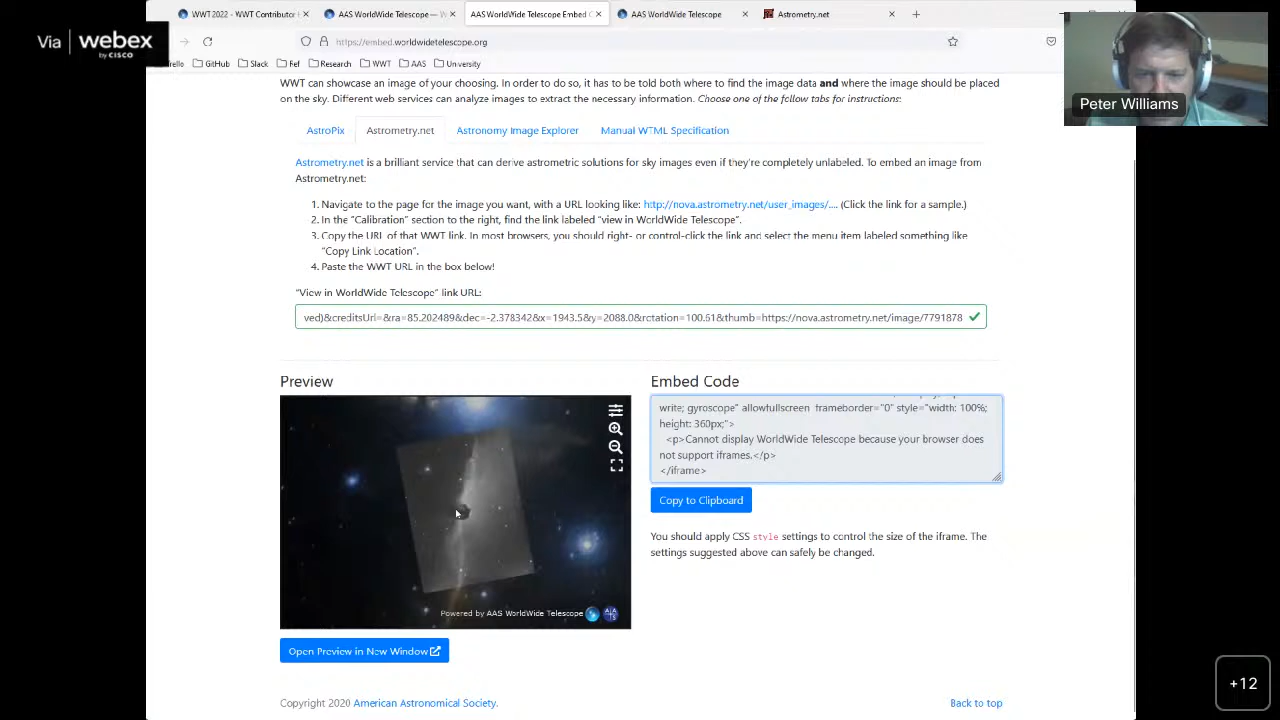 Via webex
by CISCO
WWT 2022 - WWT Contributor
AAS WorldWide Telescope —
AAS WorldWide Telescope Embed C
AAS WorldWide Telescope
Astrometry.net
https://embed.worldwidetelescope.org
rello GitHub Slack Ref Research WWT AAS University
Peter Williams
WWT can showcase an image of your choosing. In order to do so, it has to be told both where to find the image data and where the image should be placed
on the sky. Different web services can analyze images to extract the necessary information. Choose one of the follow tabs for instructions:
AstroPix Astrometry.net Astronomy Image Explorer Manual WTML Specification
Astrometry.net is a brilliant service that can derive astrometric solutions for sky images even if they're completely unlabeled. To embed an image from
Astrometry.net:
1. Navigate to the page for the image you want, with a URL looking like: http://nova.astrometry.net/user_images/.... (Click the link for a sample.)
2. In the "Calibration" section to the right, find the link labeled "view in WorldWide Telescope".
3. Copy the URL of that WWT link. In most browsers, you should right- or control-click the link and select the menu item labeled something like
"Copy Link Location".
4. Paste the WWT URL in the box below!
"View in WorldWide Telescope" link URL:
ved)&creditsUrl=&ra=85.202489&dec=-2.378342&x=1943.5&y=2088.0&rotation=100.61&thumb=https://nova.astrometry.net/image/7791878
Preview
Powered by AAS WorldWide Telescope
Open Preview in New Window
Embed Code
write; gyroscope" allowfullscreen frameborder="0" style="width: 100%;
height: 360px;">
<p>Cannot display WorldWide Telescope because your browser does
not support iframes.</p>
</iframe>
Copy to Clipboard
You should apply CSS style settings to control the size of the iframe. The
settings suggested above can safely be changed.
Copyright 2020 American Astronomical Society.
Back to top
+12